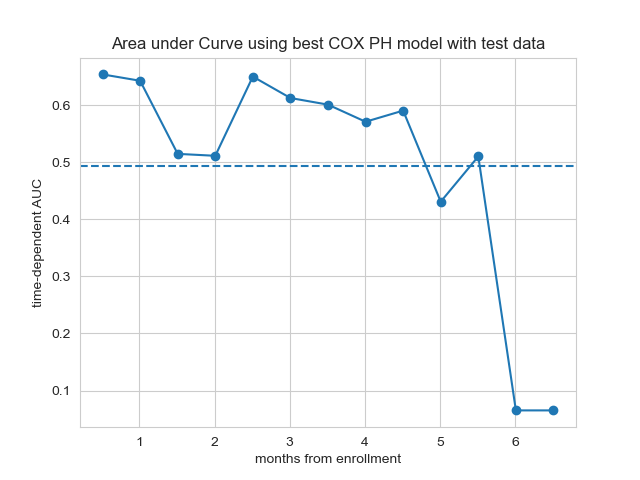 Area under Curve using best COX PH model with test data
time-dependent AUC
0.6
0.5
0.4
0.3
0.2
0.1
1 2 3 4 5 6
months from enrollment